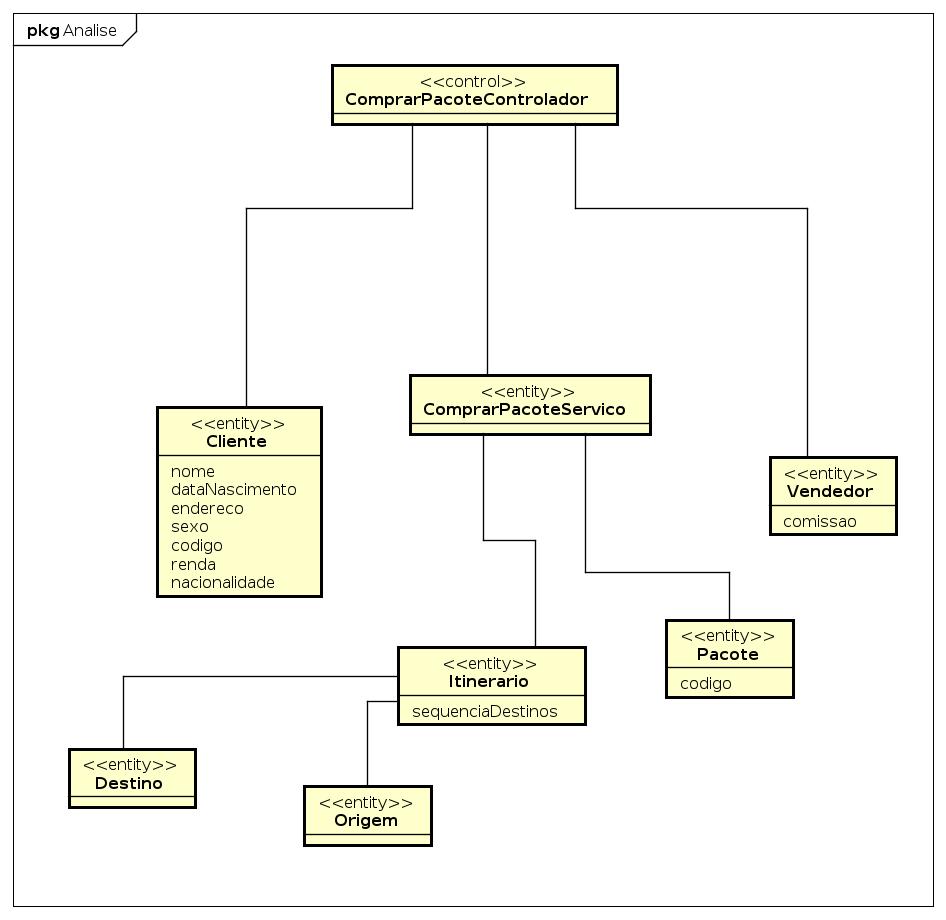 pkg Analise
<<control>>
ComprarPacoteControlador
<<entity>>
ComprarPacoteServico
<<entity>>
Cliente
nome
dataNascimento
endereco
sexo
codigo
renda
nacionalidade
<<entity>>
Vendedor
comissao
<<entity>>
Pacote
codigo
<<entity>>
Itinerario
sequenciaDestinos
<<entity>>
Destino
<<entity>>
Origem